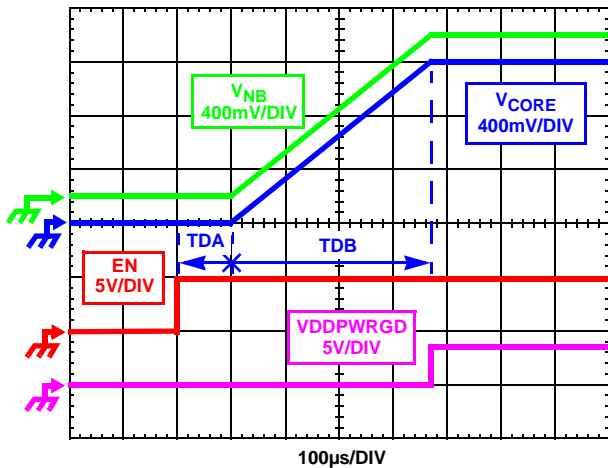 VNB
400mV/DIV
VCORE
400mV/DIV
TDA
TDB
EN
5V/DIV
VDDPWRGD
5V/DIV
100µs/DIV